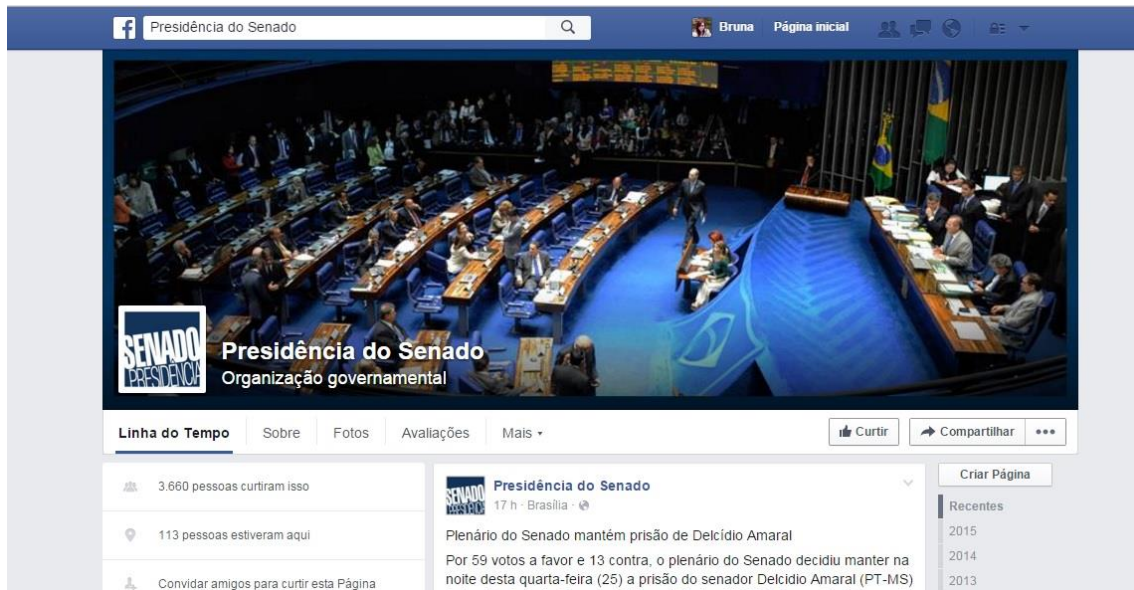 Presidência do Senado
Bruna Página inicial
SENADO
PRESIDÊNCIA
Presidência do Senado
Organização governamental
Linha do Tempo Sobre Fotos Avaliações Mais
Curtir Compartilhar
3.660 pessoas curtiram isso
113 pessoas estiveram aqui
Convidar amigos para curtir esta Página
SENADO
PRESIDÊNCIA
Presidência do Senado
17 h · Brasília ·
Plenário do Senado mantém prisão de Delcídio Amaral
Por 59 votos a favor e 13 contra, o plenário do Senado decidiu manter na
noite desta quarta-feira (25) a prisão do senador Delcidio Amaral (PT-MS)
Criar Página
Recentes
2015
2014
2013